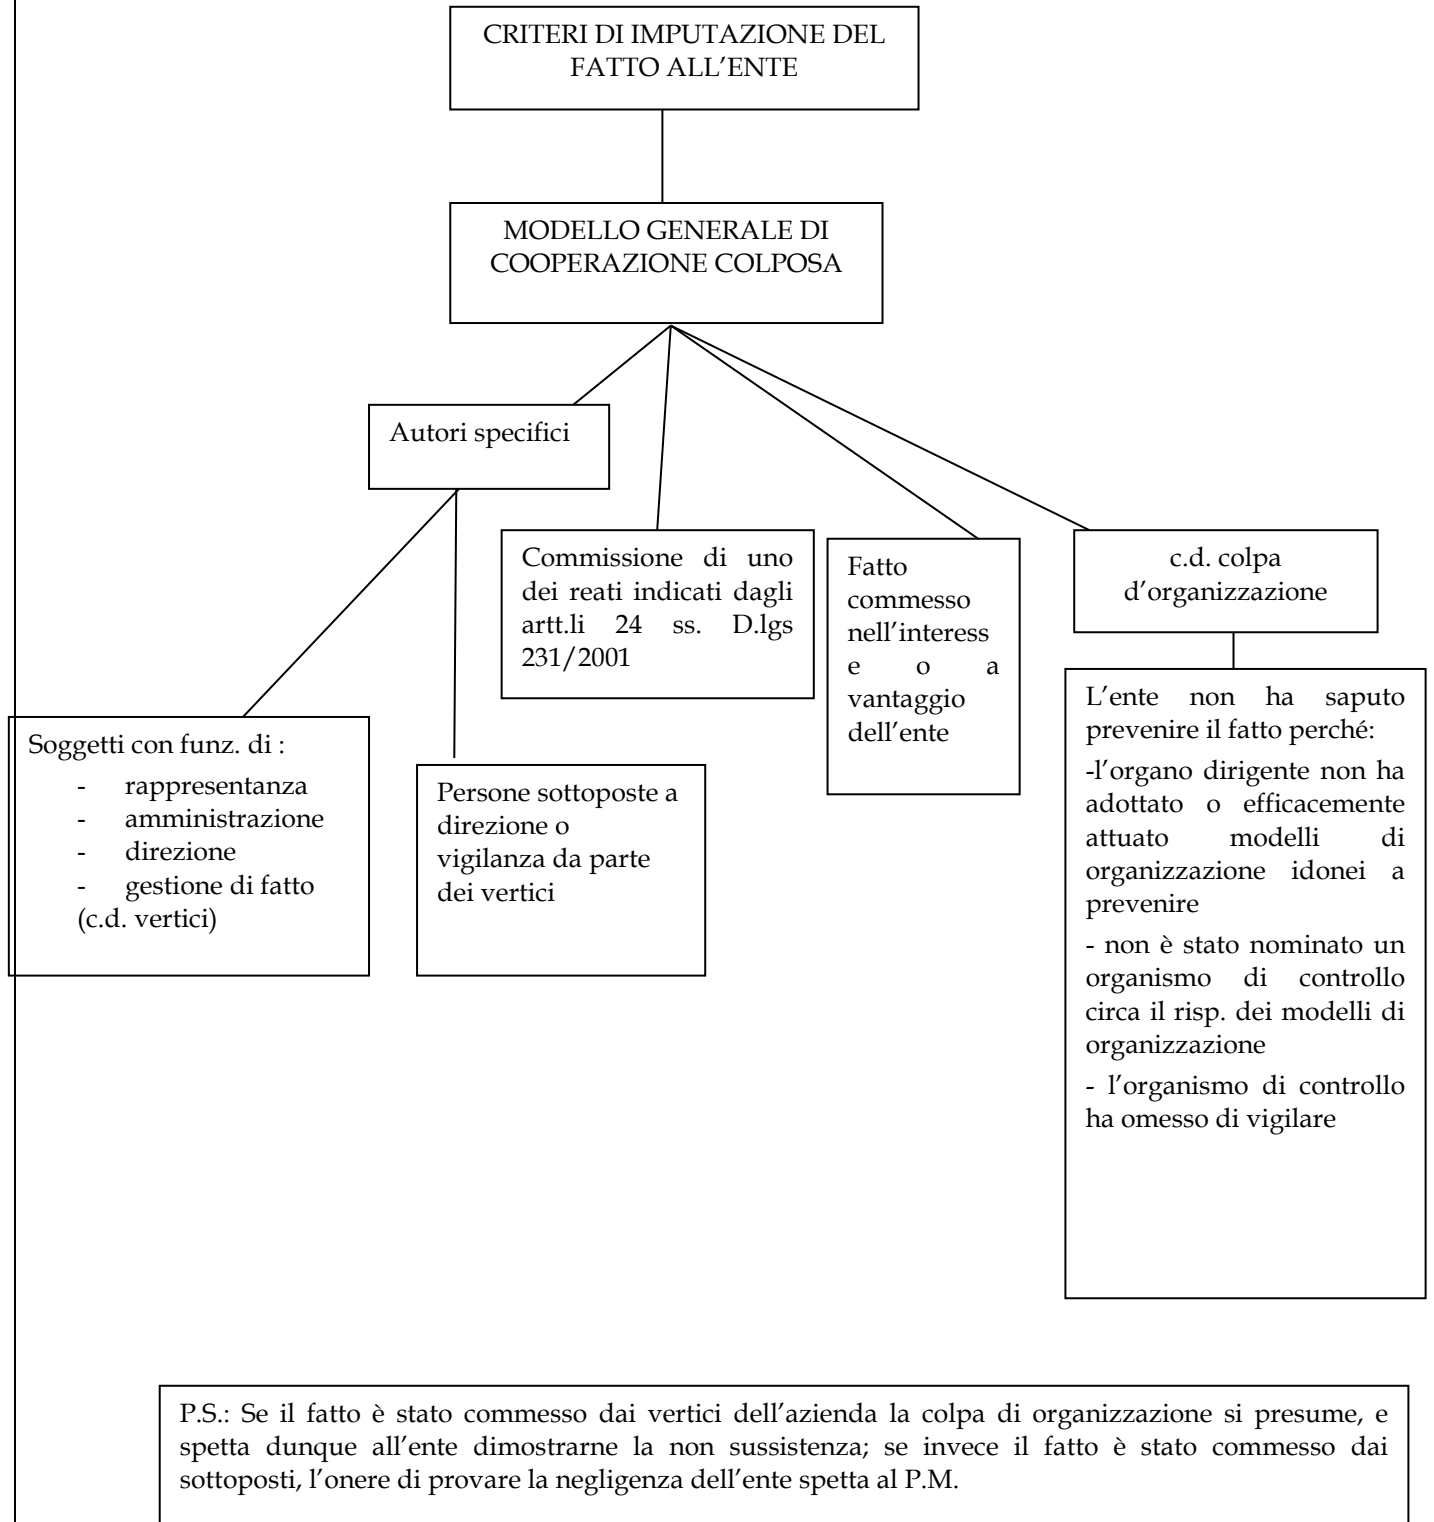 CRITERI DI IMPUTAZIONE DEL
FATTO ALL’ENTE
MODELLO GENERALE DI
COOPERAZIONE COLPOSA
Autori specifici
Commissione di uno
dei reati indicati dagli
artt.li 24 ss. D.lgs
231/2001
Fatto
commesso
nell’interess
e o a
vantaggio
dell’ente
c.d. colpa
d’organizzazione
Soggetti con funz. di :
- rappresentanza
- amministrazione
- direzione
- gestione di fatto
(c.d. vertici)
Persone sottoposte a
direzione o
vigilanza da parte
dei vertici
L’ente non ha saputo
prevenire il fatto perché:
-l’organo dirigente non ha
adottato o efficacemente
attuato modelli di
organizzazione idonei a
prevenire
- non è stato nominato un
organismo di controllo
circa il risp. dei modelli di
organizzazione
- l’organismo di controllo
ha omesso di vigilare
P.S.: Se il fatto è stato commesso dai vertici dell’azienda la colpa di organizzazione si presume, e
spetta dunque all’ente dimostrarne la non sussistenza; se invece il fatto è stato commesso dai
sottoposti, l’onere di provare la negligenza dell’ente spetta al P.M.